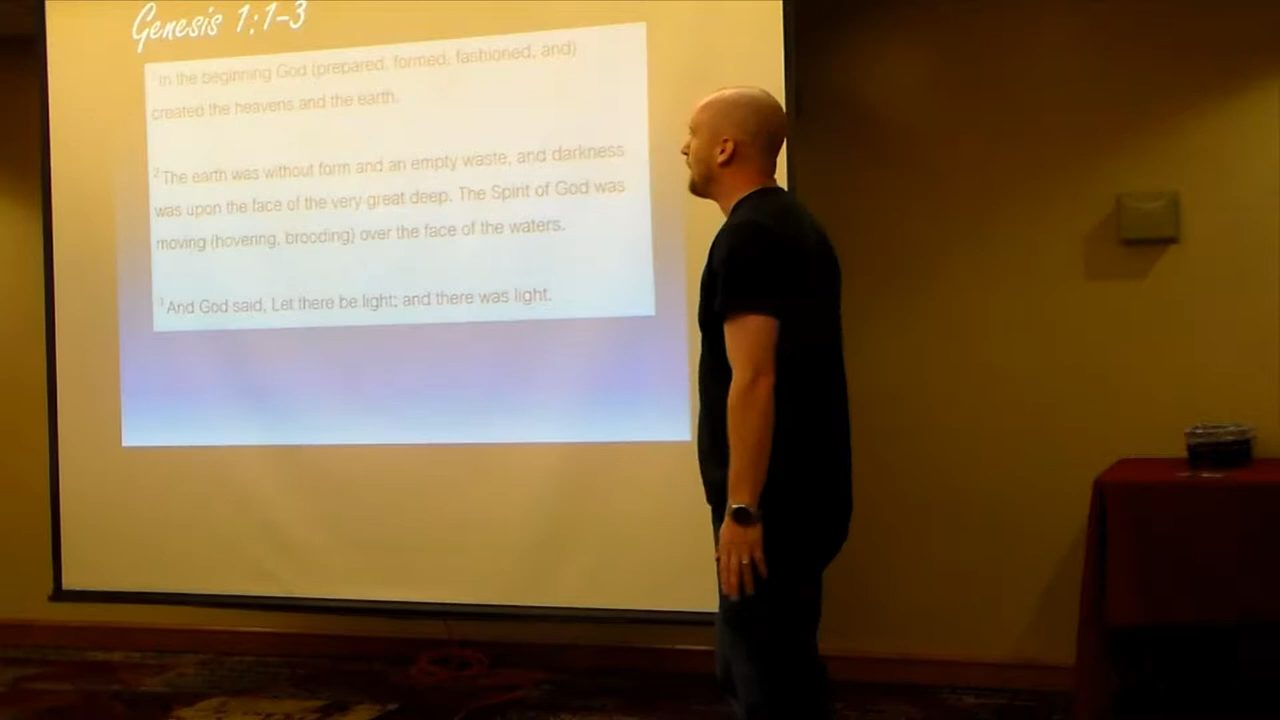 Genesis 1:1-3
1 In the beginning God (prepared, formed, fashioned, and)
created the heavens and the earth.
2 The earth was without form and an empty waste, and darkness
was upon the face of the very great deep. The Spirit of God was
moving (hovering, brooding) over the face of the waters.
3 And God said, Let there be light; and there was light.